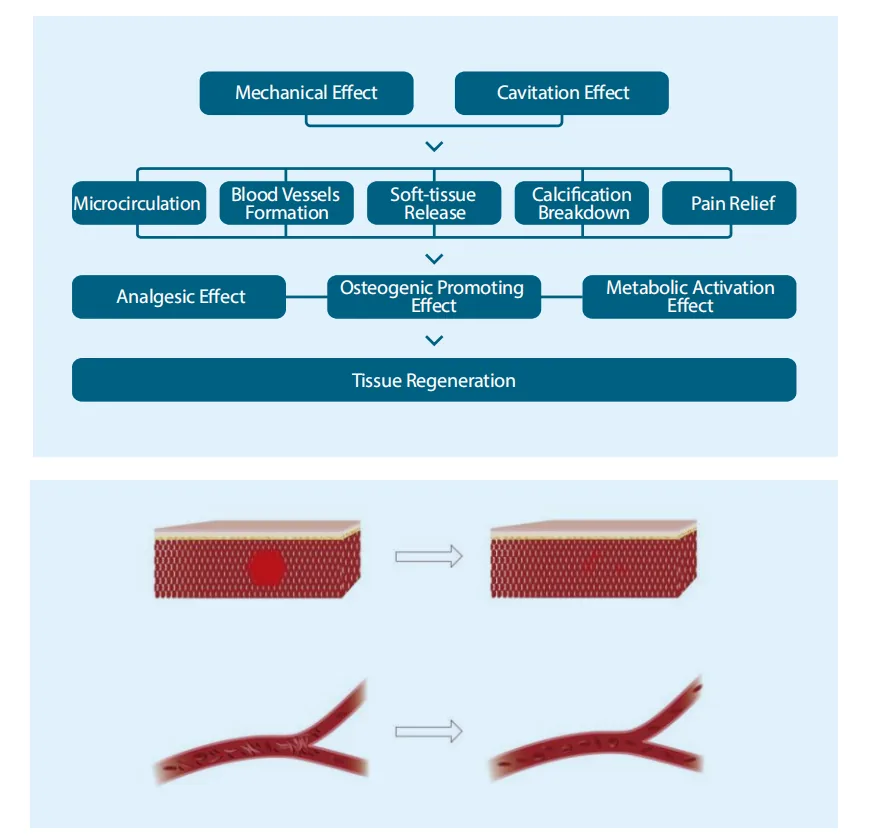 Mechanical Effect
Cavitation Effect
Microcirculation
Blood Vessels
Formation
Soft-tissue
Release
Calcification
Breakdown
Pain Relief
Analgesic Effect
Osteogenic Promoting
Effect
Metabolic Activation
Effect
Tissue Regeneration